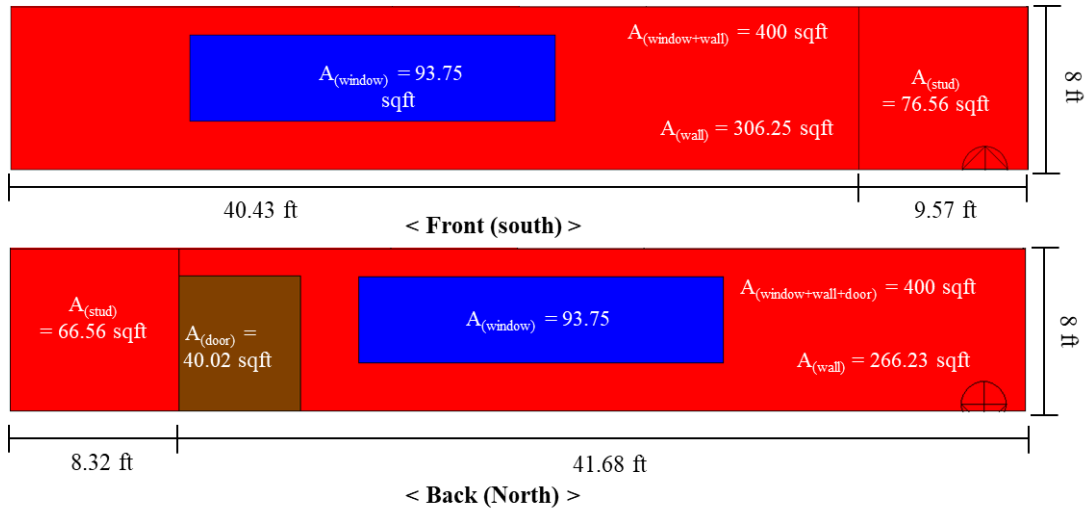 A(window+wall) = 400 sqft
A(window) = 93.75
sqft
A(stud)
= 76.56 sqft
A(wall) = 306.25 sqft
8 ft
40.43 ft
9.57 ft
< Front (south) >
A(stud)
= 66.56 sqft
A(door) =
40.02 sqft
A(window) = 93.75
A(window+wall+door) = 400 sqft
A(wall) = 266.23 sqft
8 ft
8.32 ft
41.68 ft
< Back (North) >